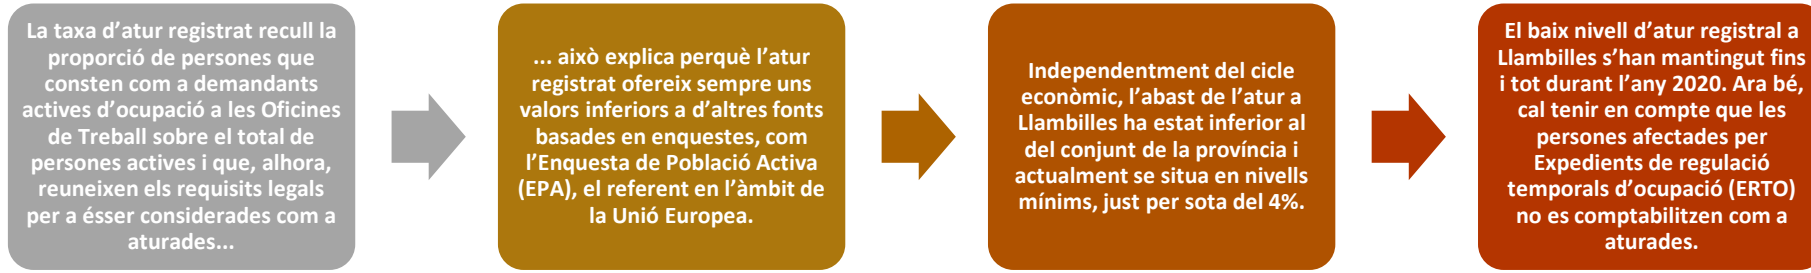 La taxa d’atur registrat recull la
proporció de persones que
consten com a demandants
actives d’ocupació a les Oficines
de Treball sobre el total de
persones actives i que, alhora,
reuneixen els requisits legals
per a ésser considerades com a
aturades...
... això explica perquè l’atur
registrat ofereix sempre uns
valors inferiors a d’altres fonts
basades en enquestes, com
l’Enquesta de Població Activa
(EPA), el referent en l’àmbit de
la Unió Europea.
Independentment del cicle
econòmic, l’abast de l’atur a
Llambilles ha estat inferior al
del conjunt de la província i
actualment se situa en nivells
mínims, just per sota del 4%.
El baix nivell d’atur registral a
Llambilles s’han mantingut fins
i tot durant l’any 2020. Ara bé,
cal tenir en compte que les
persones afectades per
Expedients de regulació
temporals d’ocupació (ERTO)
no es comptabilitzen com a
aturades.